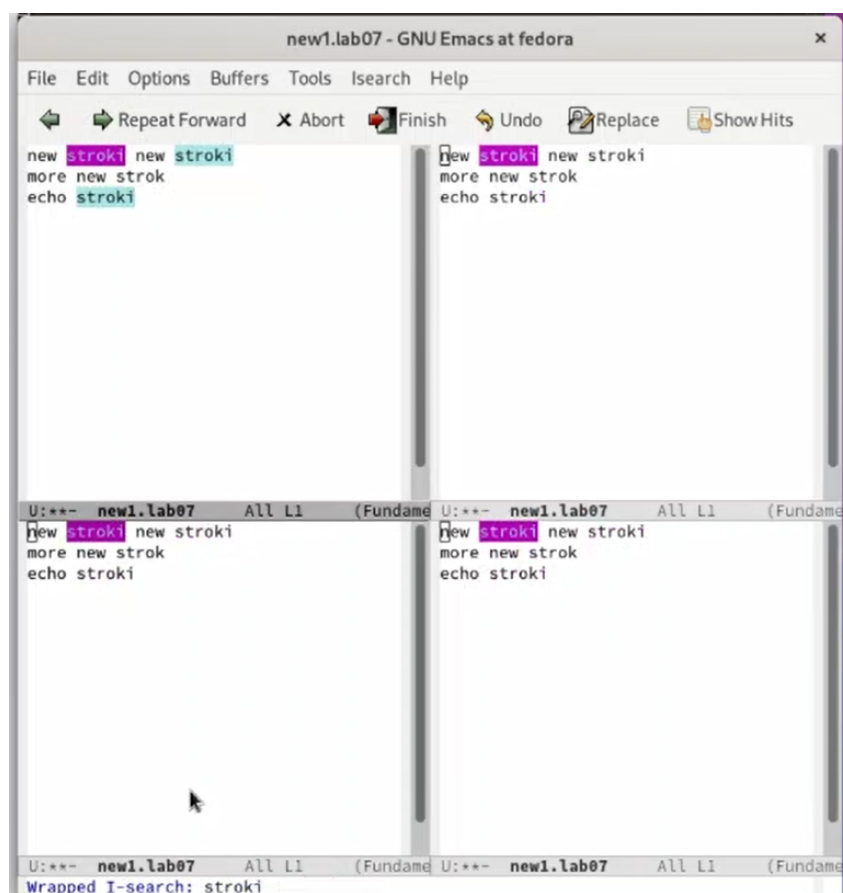 new1.lab07 - GNU Emacs at fedora ×
File Edit Options Buffers Tools Isearch Help
Repeat Forward Abort Finish Undo Replace Show Hits
new stroki new stroki
more new strok
echo stroki
U:**- new1.lab07 All L1 (Fundame
new stroki new stroki
more new strok
echo stroki
U:**- new1.lab07 All L1 (Fundame
new stroki new stroki
more new strok
echo stroki
U:**- new1.lab07 All L1 (Fundame
new stroki new stroki
more new strok
echo stroki
U:**- new1.lab07 All L1 (Fundame
Wrapped I-search: stroki